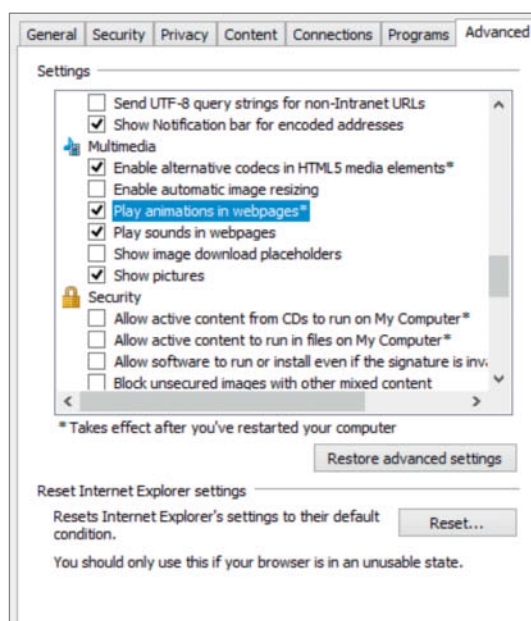 General Security Privacy Content Connections Programs Advanced
Settings
Send UTF-8 query strings for non-Intranet URLs
Show Notification bar for encoded addresses
Multimedia
Enable alternative codecs in HTML5 media elements*
Enable automatic image resizing
Play animations in webpages*
Play sounds in webpages
Show image download placeholders
Show pictures
Security
Allow active content from CDs to run on My Computer*
Allow active content to run in files on My Computer*
Allow software to run or install even if the signature is inva
Block unsecured images with other mixed content
* Takes effect after you've restarted your computer
Restore advanced settings
Reset Internet Explorer settings
Resets Internet Explorer's settings to their default
condition.
Reset...
You should only use this if your browser is in an unusable state.